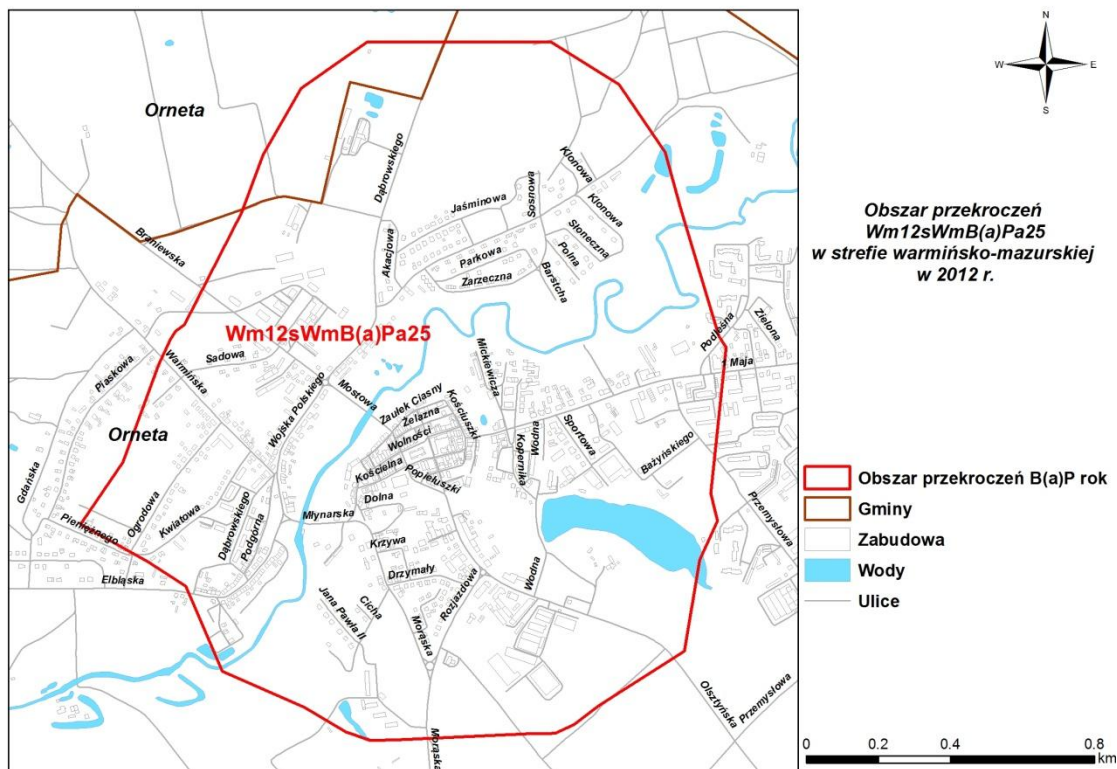 Orneta
Dąbrowskiego
Klonowa
Sosnowa
Jaśminowa
Klonowa
Słoneczna
Braniewska
Akacjowa
Parkowa
Polna
Zarzeczna
Barstcha
Podleśna
Zielona
Wm12sWmB(a)Pa25
Mickiewicza
1 Maja
Piaskowa
Warmińska
Sadowa
Mostowa
Zaułek Ciasny
Kościuszki
Żelazna
Wojska Polskiego
Wolności
Orneta
Kościelna
Popiełuszki
Kopernika
Wodna
Sportowa
Bażyńskiego
Gdańska
Dolna
Przemysłowa
Pieniężnego
Ogrodowa
Kwiatowa
Młynarska
Dąbrowskiego
Podgórna
Krzywa
Elbląska
Drzymały
Wodna
Rozjazdowa
Cicha
Jana Pawła II
Morąska
Olsztyńska
Przemysłowa
Morąska
N
W
E
S
Obszar przekroczeń
Wm12sWmB(a)Pa25
w strefie warmińsko-mazurskiej
w 2012 r.
Obszar przekroczeń B(a)P rok
Gminy
Zabudowa
Wody
Ulice
0 0.2 0.4 0.8
km